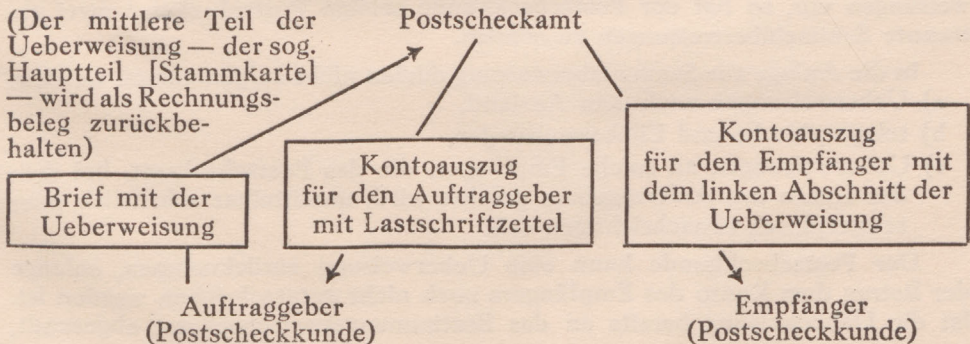 (Der mittlere Teil der
Ueberweisung — der sog.
Hauptteil [Stammkarte]
— wird als Rechnungs-
beleg zurückbe-
halten)
Postscheckamt
Brief mit der
Ueberweisung
Kontoauszug
für den Auftraggeber
mit Lastschriftzettel
Kontoauszug
für den Empfänger mit
dem linken Abschnitt der
Ueberweisung
Auftraggeber
(Postscheckkunde)
Empfänger
(Postscheckkunde)